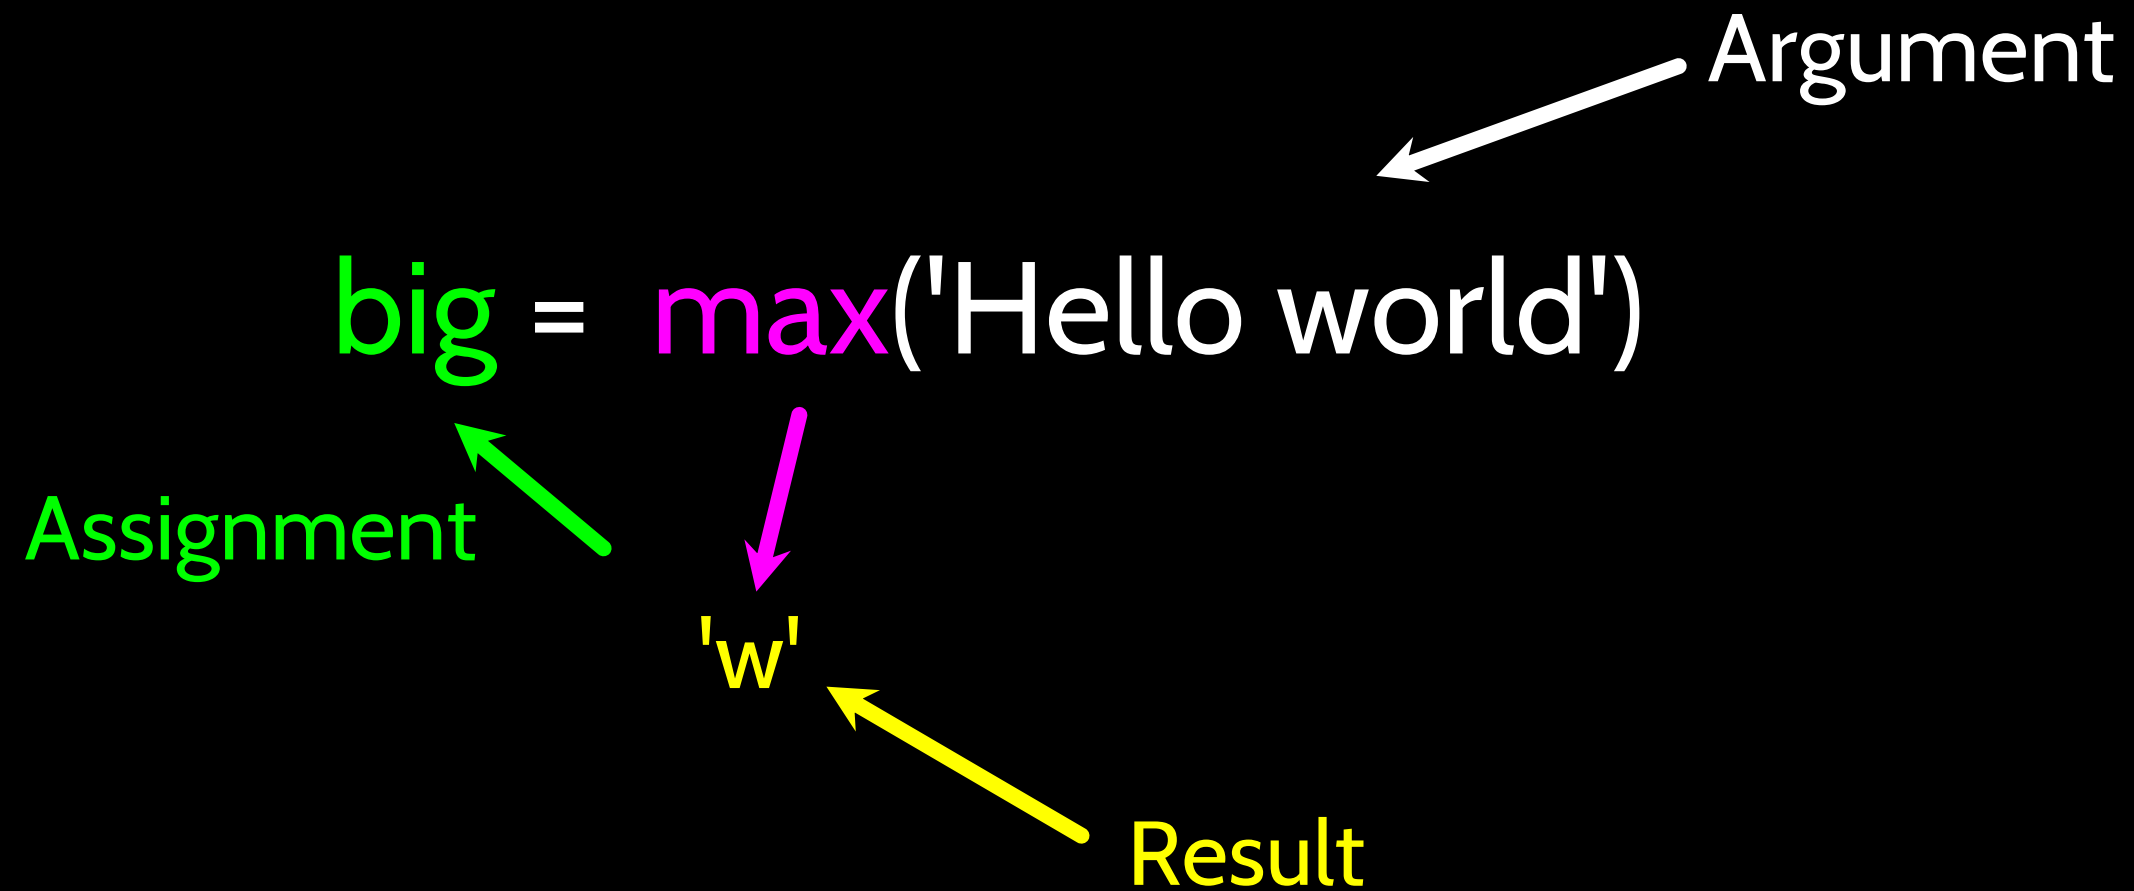 Argument
big = max('Hello world')
Assignment
'w'
Result